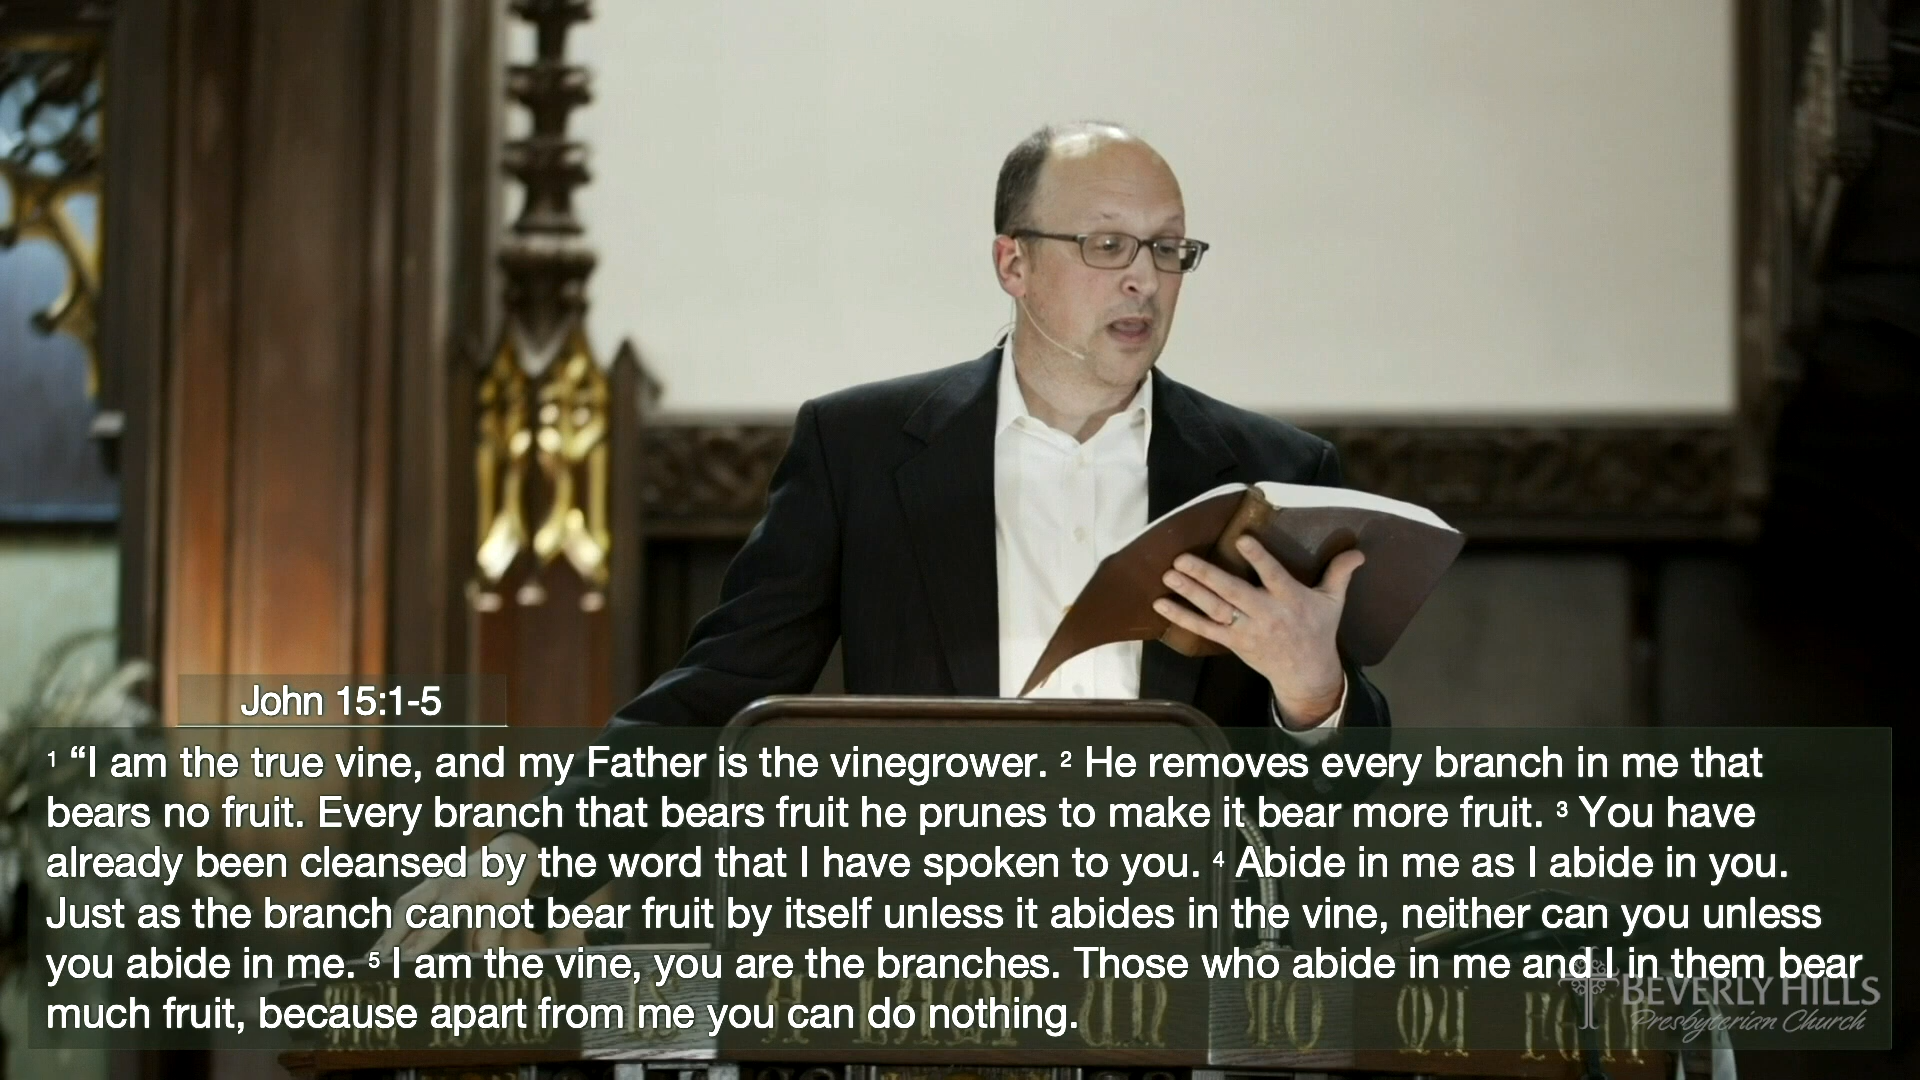 John 15:1-5
1 “I am the true vine, and my Father is the vinegrower. 2 He removes every branch in me that
bears no fruit. Every branch that bears fruit he prunes to make it bear more fruit. 3 You have
already been cleansed by the word that I have spoken to you. 4 Abide in me as I abide in you.
Just as the branch cannot bear fruit by itself unless it abides in the vine, neither can you unless
you abide in me. 5 I am the vine, you are the branches. Those who abide in me and I in them bear
much fruit, because apart from me you can do nothing.
BEVERLY HILLS
Presbyterian Church